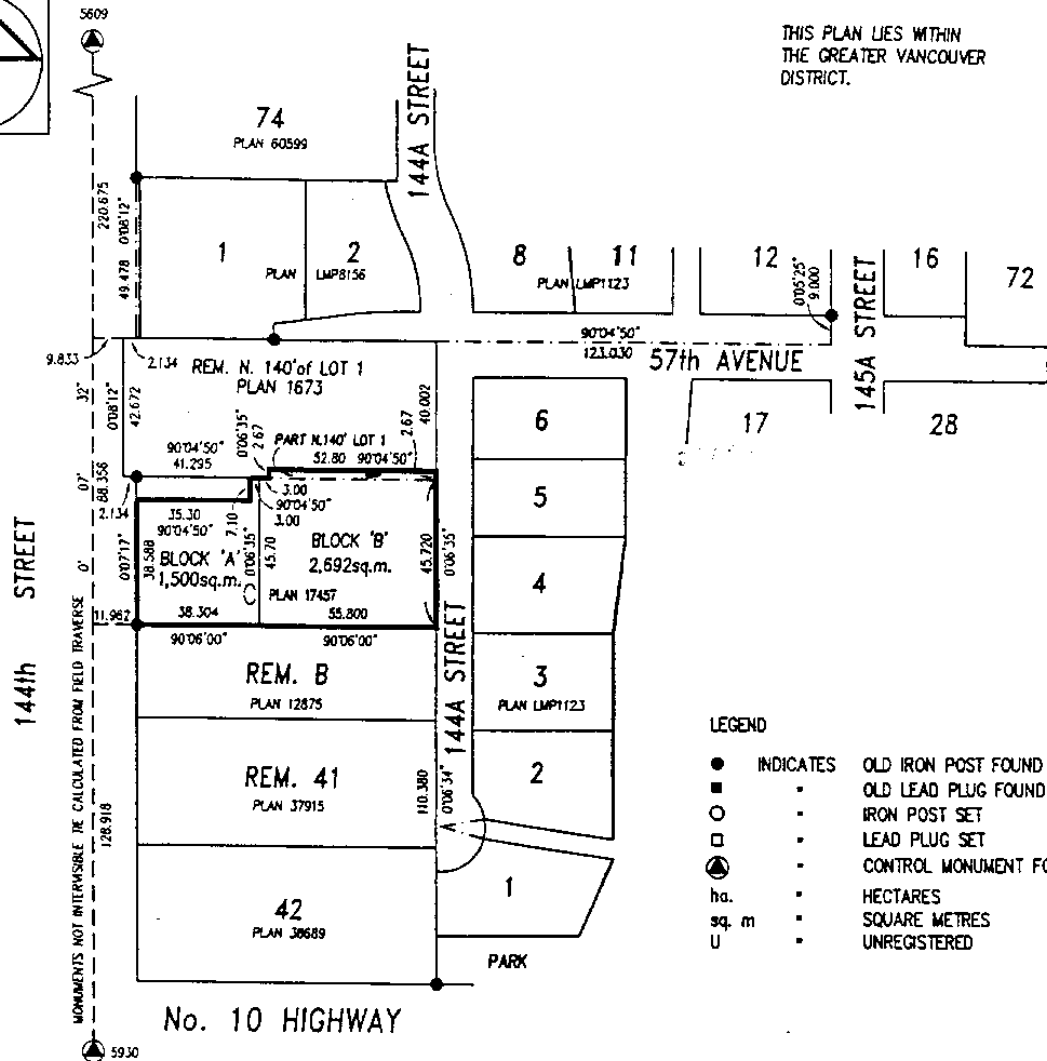 5609
THIS PLAN LIES WITHIN
THE GREATER VANCOUVER
DISTRICT.
74
PLAN 60599
144A STREET
220.675
0°08'12"
49.478
1
2
PLAN LMP8156
8
11
PLAN LMP1123
12
0°05'25"
9.000
145A STREET
16
72
90°04'50"
123.030
57th AVENUE
9.833
2.134
REM. N. 140' of LOT 1
PLAN 1673
32"
0°08'12"
42.672
40.002
6
17
28
90°04'50"
41.295
0°06'35"
2.67
PART N.140' LOT 1
52.80 90°04'50"
2.67
07'
88.356
2.134
35.30
90°04'50"
7.10
3.00
90°04'50"
3.00
5
144th STREET
0°
0°07'17"
38.588
BLOCK 'A'
1,500sq.m.
0°06'35"
45.70
BLOCK 'B'
2,692sq.m.
45.720
0°06'35"
PLAN 17457
4
11.962
38.304
55.800
90°06'00"
90°06'00"
144A STREET
REM. B
PLAN 12875
3
PLAN LMP1123
MONUMENTS NOT INTERVISIBLE TIE CALCULATED FROM FIELD TRAVERSE
128.918
REM. 41
PLAN 37915
110.380
0°06'34"
2
LEGEND
● INDICATES OLD IRON POST FOUND
■ " OLD LEAD PLUG FOUND
○ " IRON POST SET
□ " LEAD PLUG SET
" CONTROL MONUMENT FO
ha. " HECTARES
sq. m " SQUARE METRES
U " UNREGISTERED
42
PLAN 38689
1
PARK
No. 10 HIGHWAY
5930